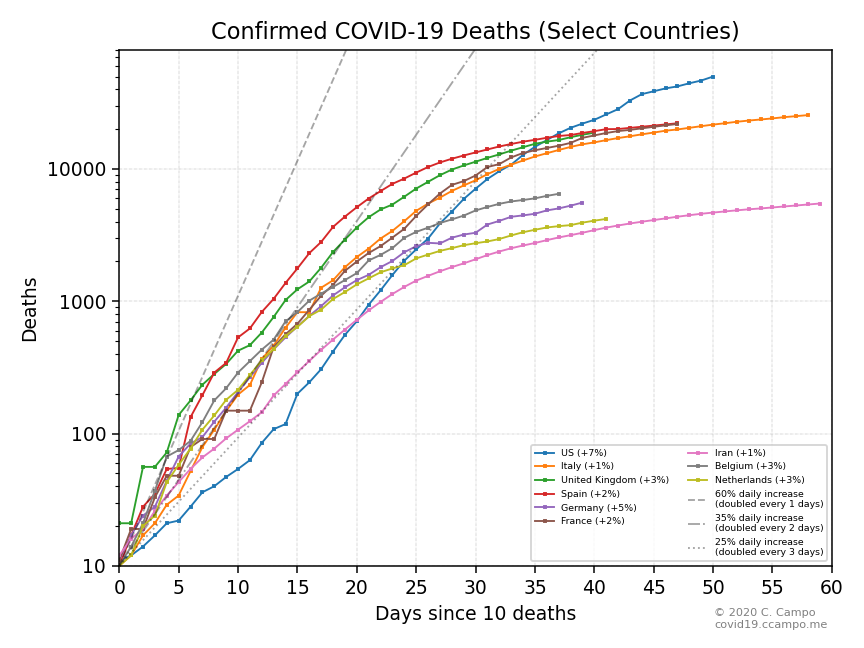 Confirmed COVID-19 Deaths (Select Countries)
Deaths
10000
1000
100
10
0 5 10 15 20 25 30 35 40 45 50 55 60
Days since 10 deaths
US (+7%)
Italy (+1%)
United Kingdom (+3%)
Spain (+2%)
Germany (+5%)
France (+2%)
Iran (+1%)
Belgium (+3%)
Netherlands (+3%)
60% daily increase
(doubled every 1 days)
35% daily increase
(doubled every 2 days)
25% daily increase
(doubled every 3 days)
© 2020 C. Campo
covid19.ccampo.me